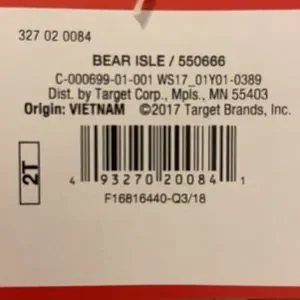 327 02 0084
BEAR ISLE / 550666
C-000699-01-001 WS17_01Y01-0389
Dist. by Target Corp., Mpls., MN 55403
Origin: VIETNAM ©2017 Target Brands, Inc.
2T
4 93270 20084 1
F16816440-Q3/18